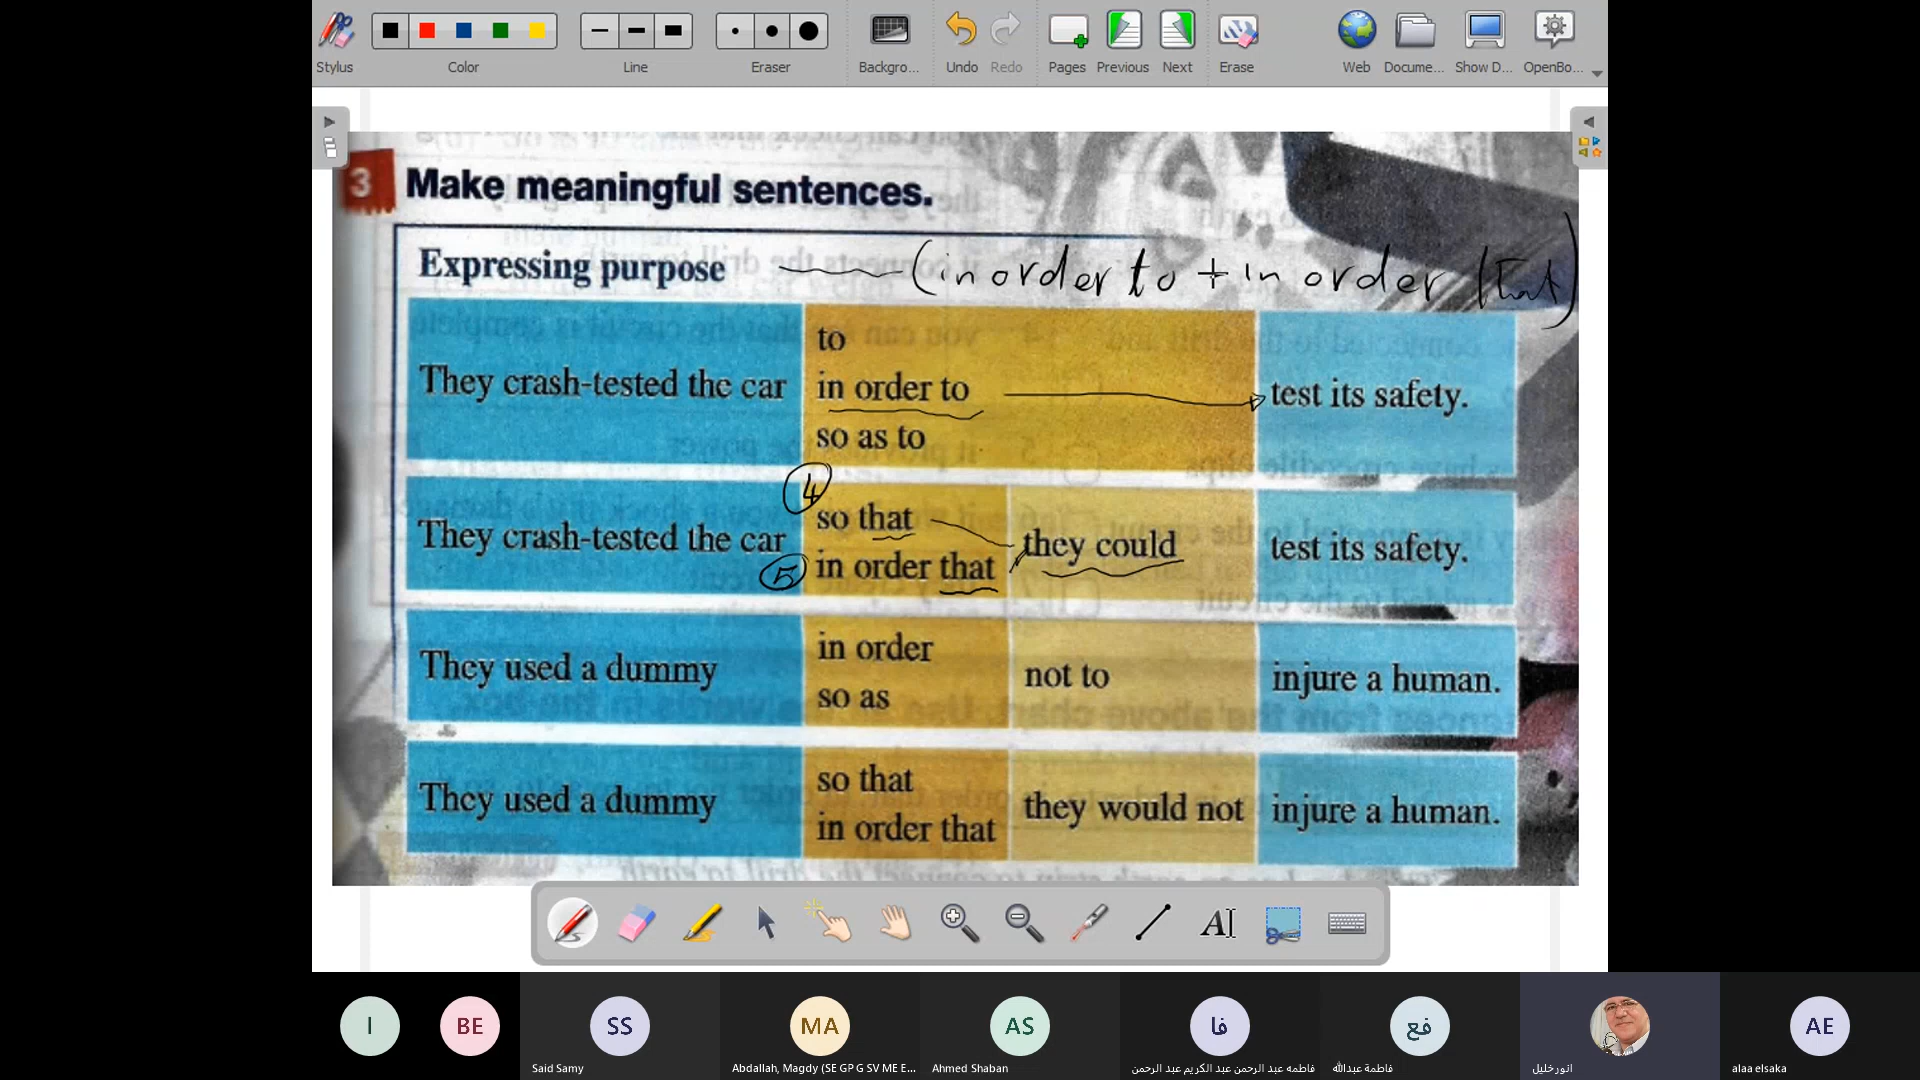 Stylus Color Line Eraser Backgro... Undo Redo Pages Previous Next Erase Web Docume... Show D... OpenBo...
3 Make meaningful sentences.
Expressing purpose (in order to + in order that)
They crash-tested the car
to
in order to
so as to
test its safety.
They crash-tested the car
4 so that
5 in order that
they could
test its safety.
They used a dummy
in order
so as
not to
injure a human.
They used a dummy
so that
in order that
they would not
injure a human.
I BE SS MA AS فا فع AE
Said Samy Abdallah, Magdy (SE GP G SV ME E... Ahmed Shaban فاطمه عبد الرحمن عبد الكريم عبد الرحمن فاطمة عبدالله انورخليل alaa elsaka